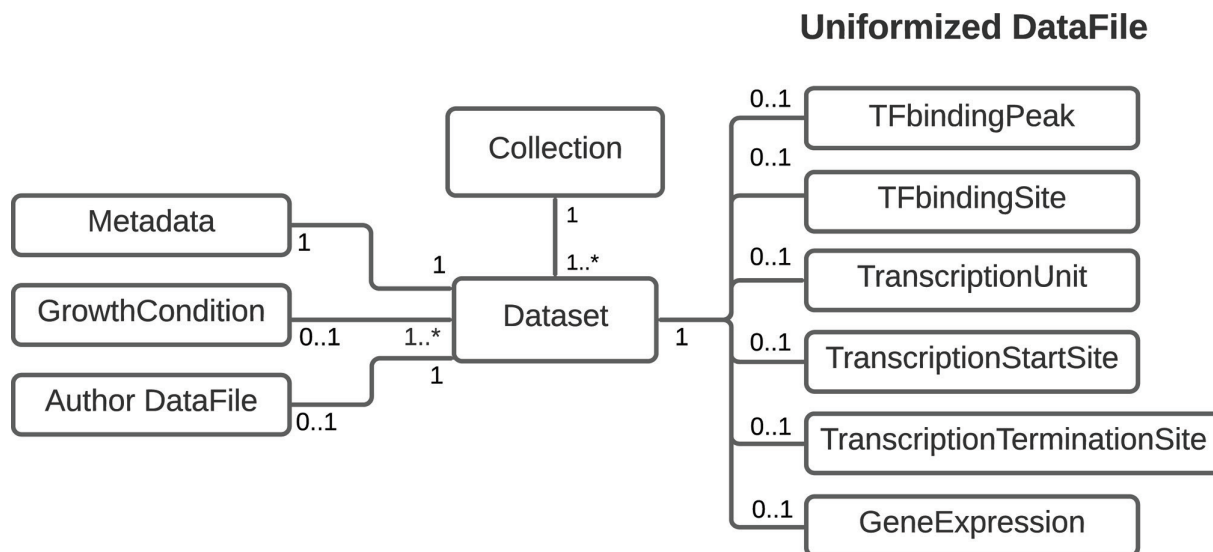 Uniformized DataFile
0..1
TFbindingPeak
Collection
0..1
TFbindingSite
Metadata
1
1
0..1
TranscriptionUnit
1
1..*
GrowthCondition
0..1
1..*
Dataset
1
0..1
TranscriptionStartSite
Author DataFile
0..1
1
0..1
TranscriptionTerminationSite
0..1
GeneExpression